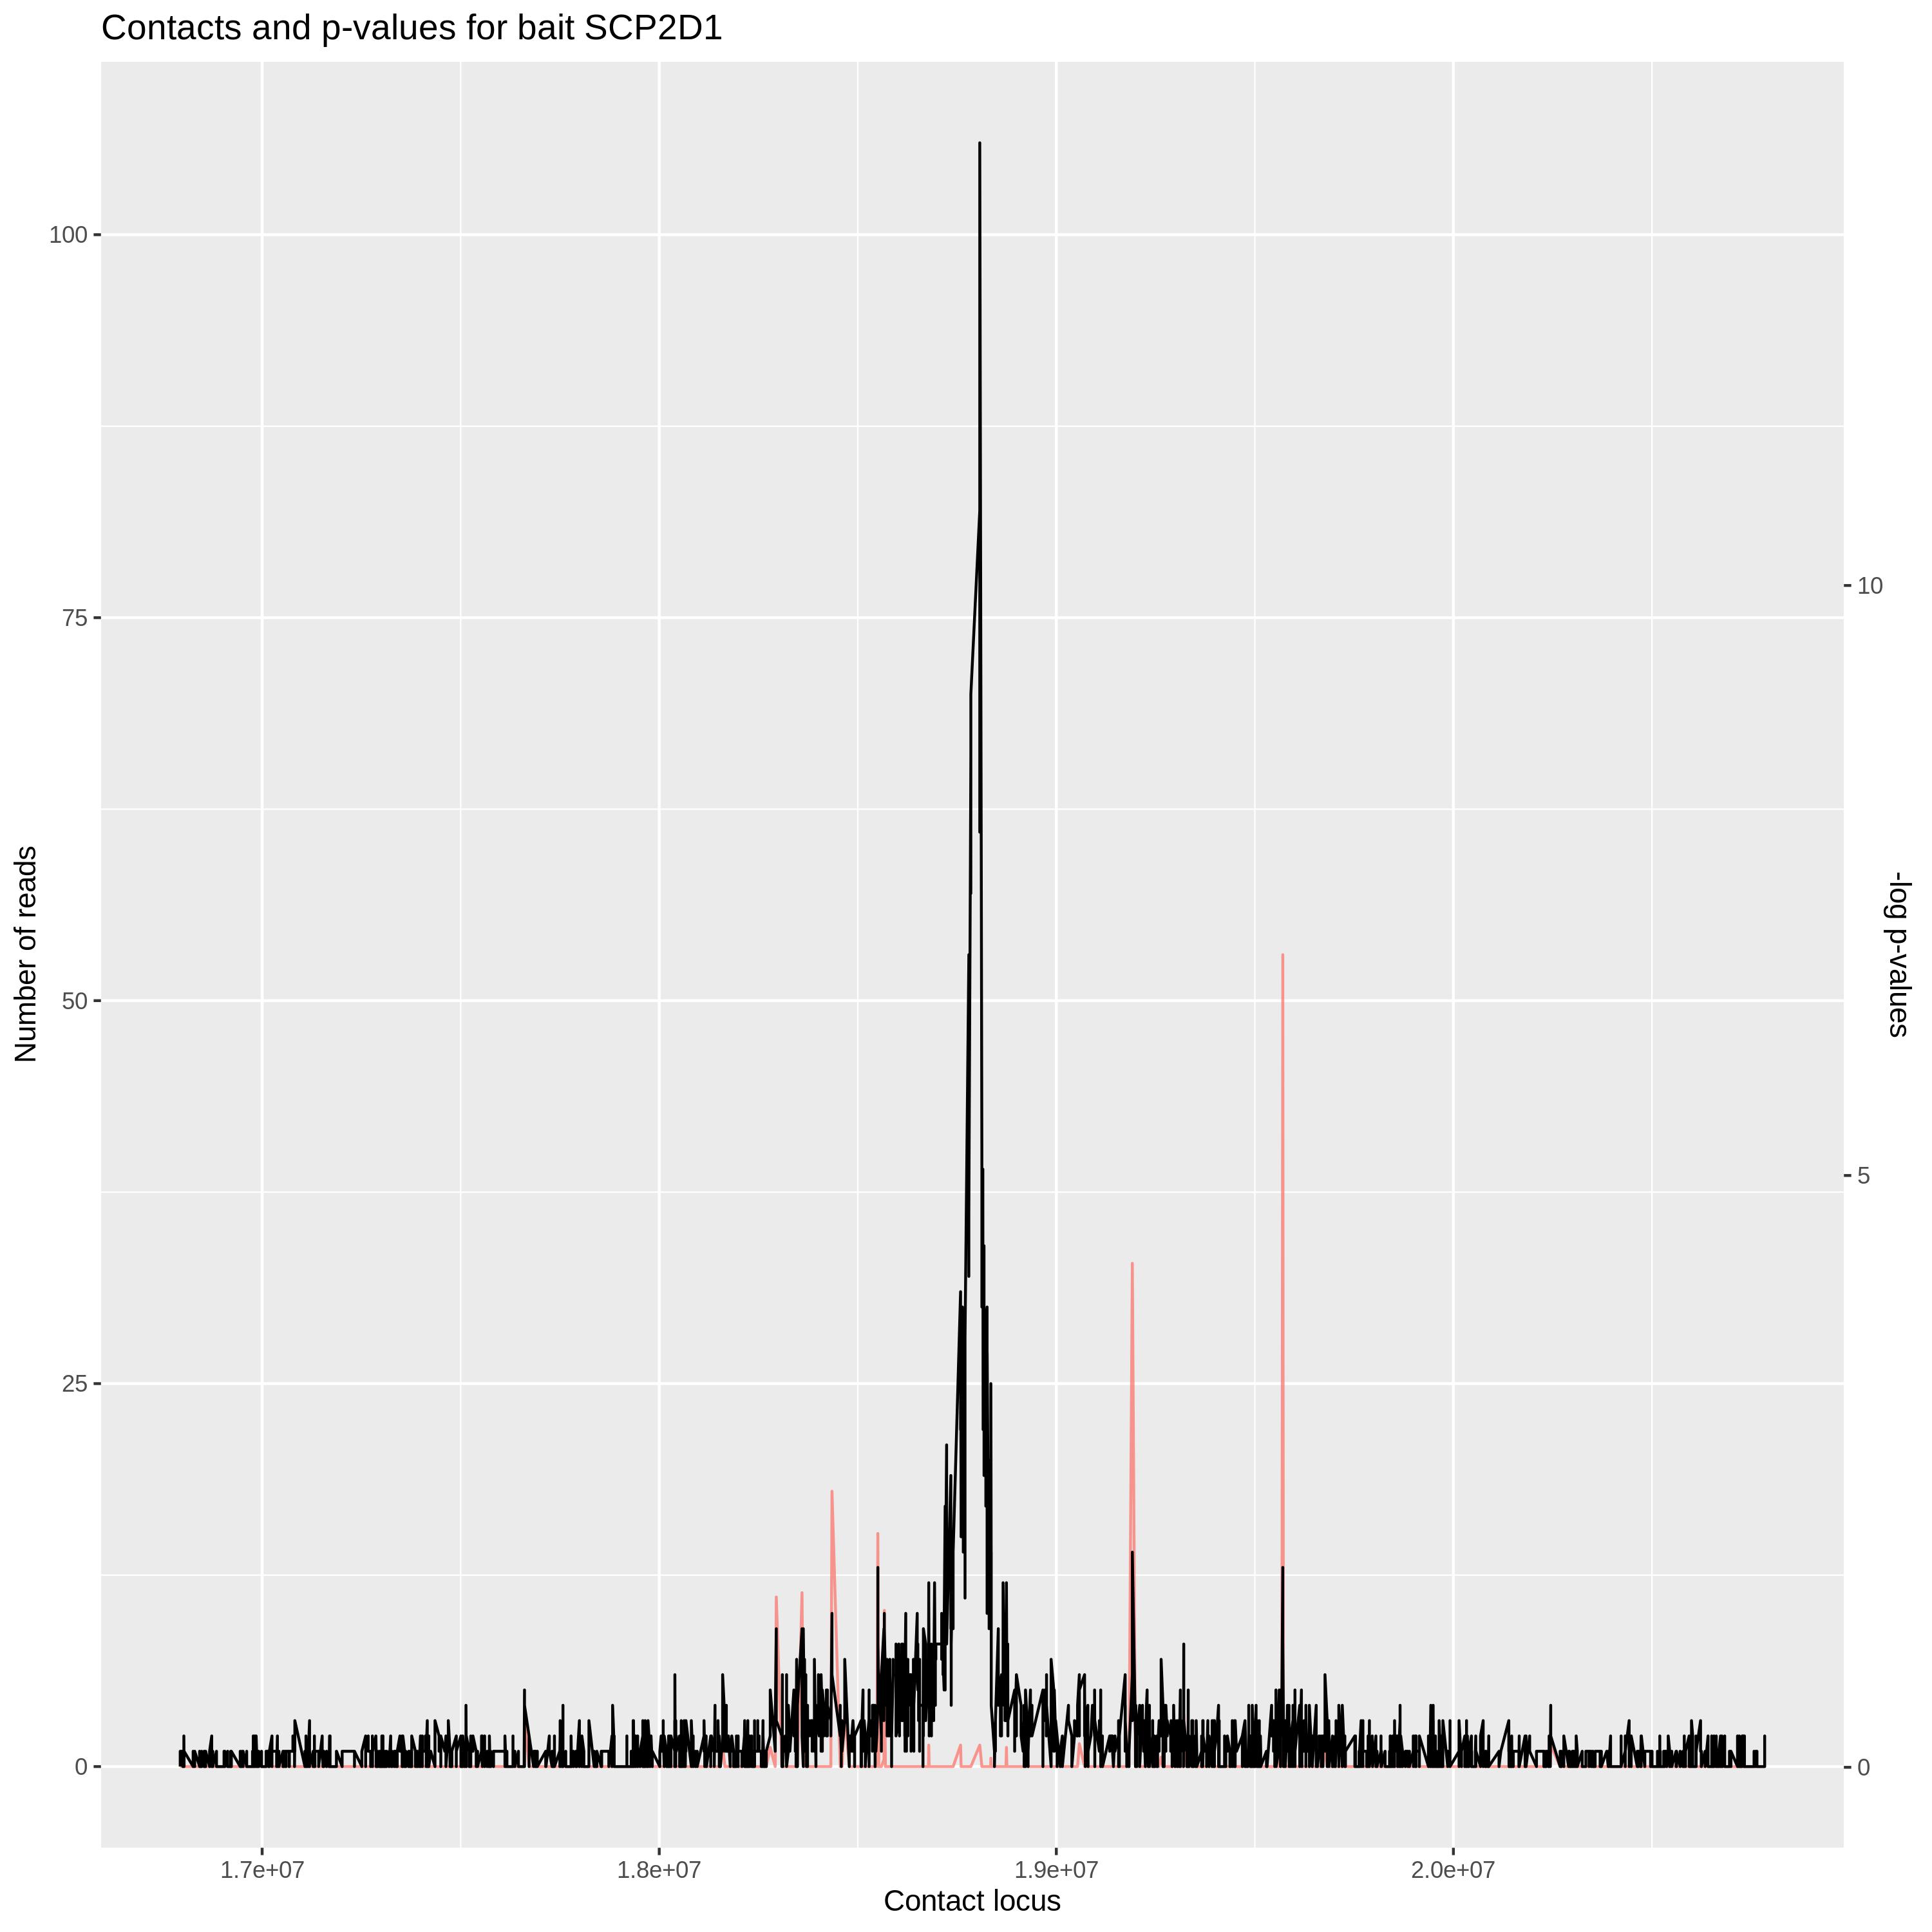 Contacts and p-values for bait SCP2D1
100
75
50
25
0
Number of reads
10
5
0
-log p-values
1.7e+07
1.8e+07
1.9e+07
2.0e+07
Contact locus